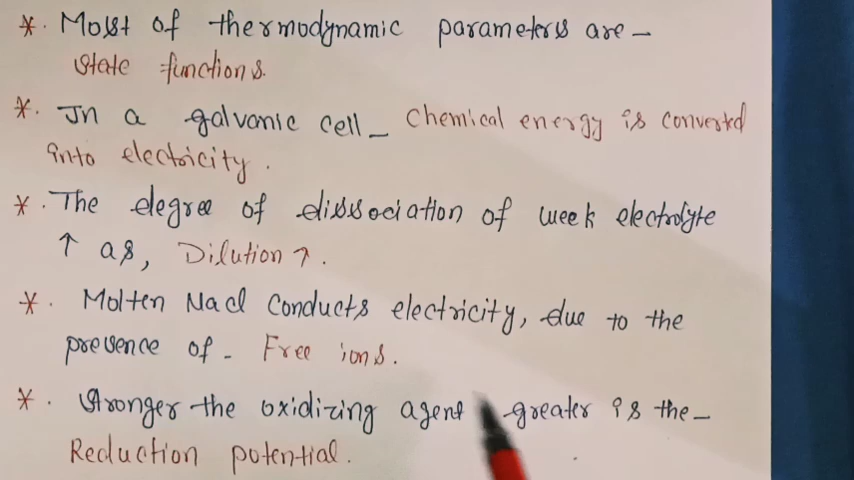 *. Most of thermodynamic parameters are -
state functions.
*. In a galvanic cell - chemical energy is converted
into electricity.
*. The degree of dissociation of week electrolyte
↑ as, Dilution ↑.
*. Molten Nacl conducts electricity, due to the
presence of - Free ions.
*. Stronger the oxidizing agent greater is the -
Reduction potential.